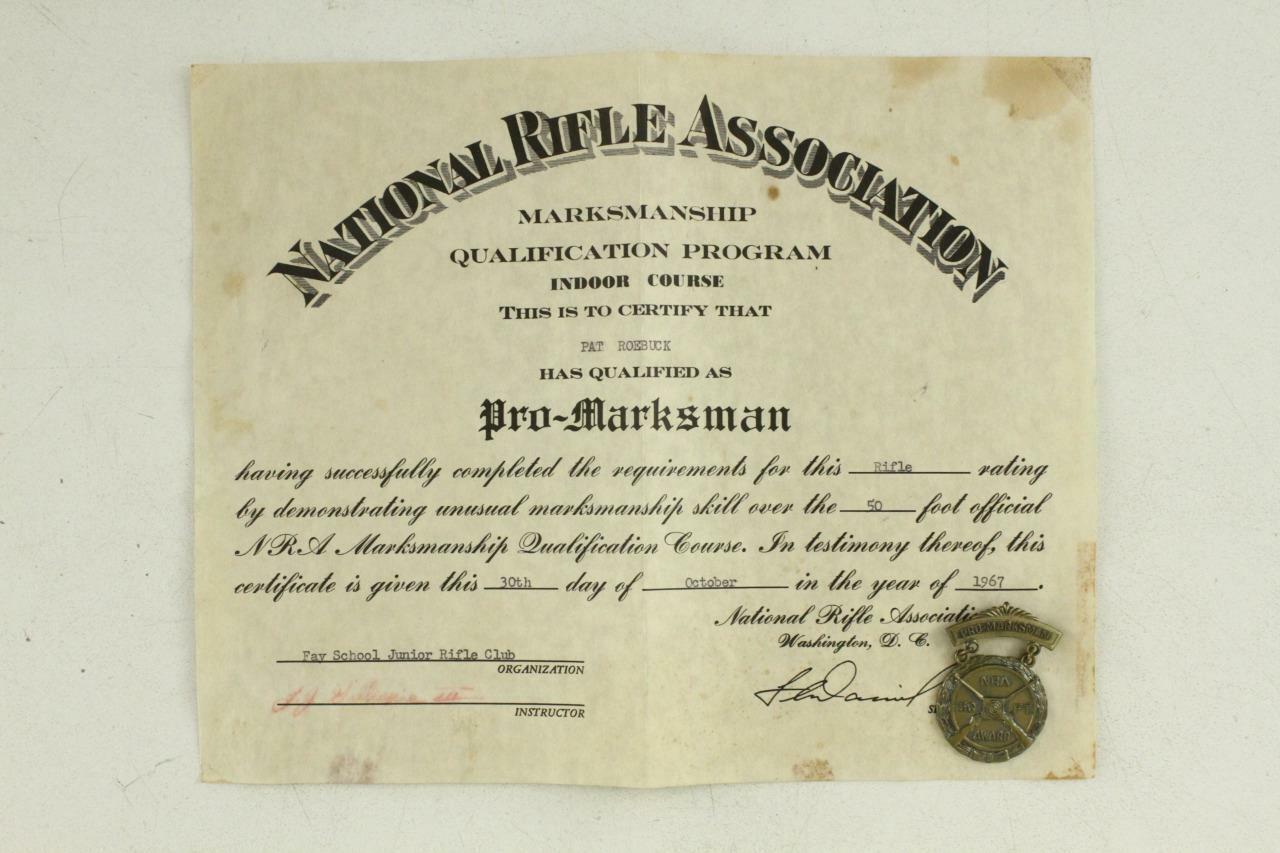 NATIONAL RIFLE ASSOCIATION
MARKSMANSHIP
QUALIFICATION PROGRAM
INDOOR COURSE
THIS IS TO CERTIFY THAT
PAT ROEBUCK
HAS QUALIFIED AS
Pro-Marksman
having successfully completed the requirements for this Rifle rating
by demonstrating unusual marksmanship skill over the 50 foot official
NRA Marksmanship Qualification Course. In testimony thereof, this
certificate is given this 30th day of October in the year of 1967.
National Rifle Associati
Washington, D. C.
Fay School Junior Rifle Club
ORGANIZATION
INSTRUCTOR
PRO-MARKSMAN
NRA
AWARD